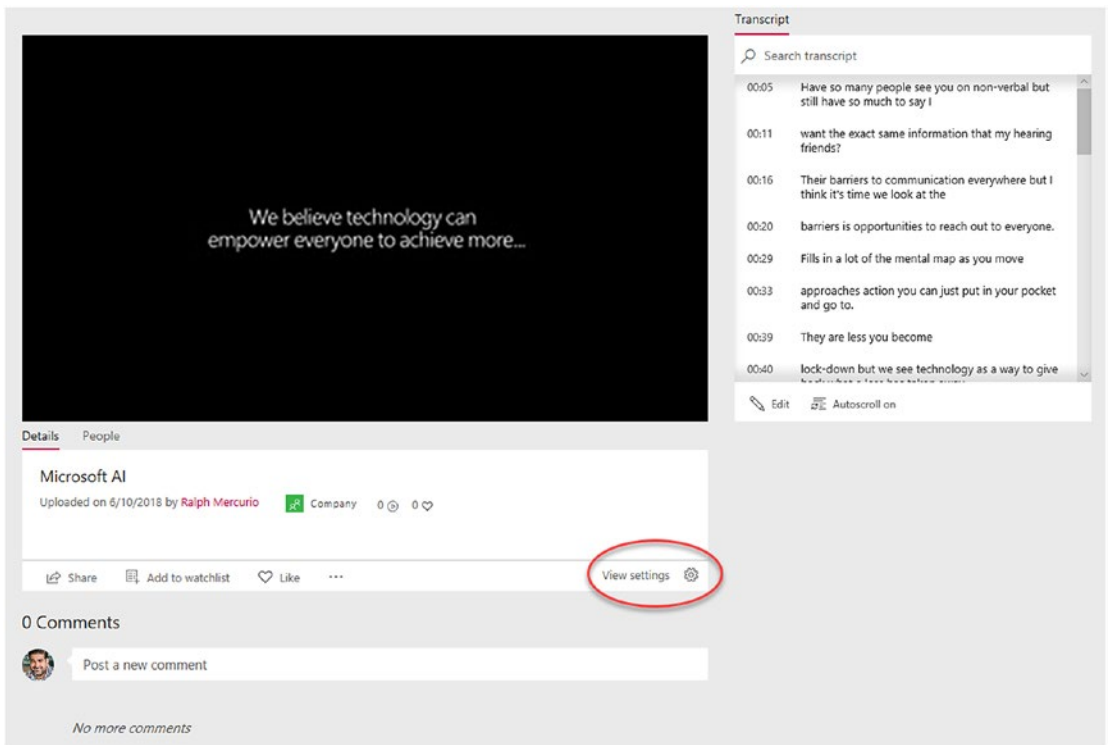 We believe technology can
empower everyone to achieve more...
Transcript
Search transcript
00:05 Have so many people see you on non-verbal but
still have so much to say I
00:11 want the exact same information that my hearing
friends?
00:16 Their barriers to communication everywhere but I
think it's time we look at the
00:20 barriers is opportunities to reach out to everyone.
00:29 Fills in a lot of the mental map as you move
00:33 approaches action you can just put in your pocket
and go to.
00:39 They are less you become
00:40 lock-down but we see technology as a way to give
Edit Autoscroll on
Details People
Microsoft AI
Uploaded on 6/10/2018 by Ralph Mercurio Company 0 0
Share Add to watchlist Like ... View settings
0 Comments
Post a new comment
No more comments